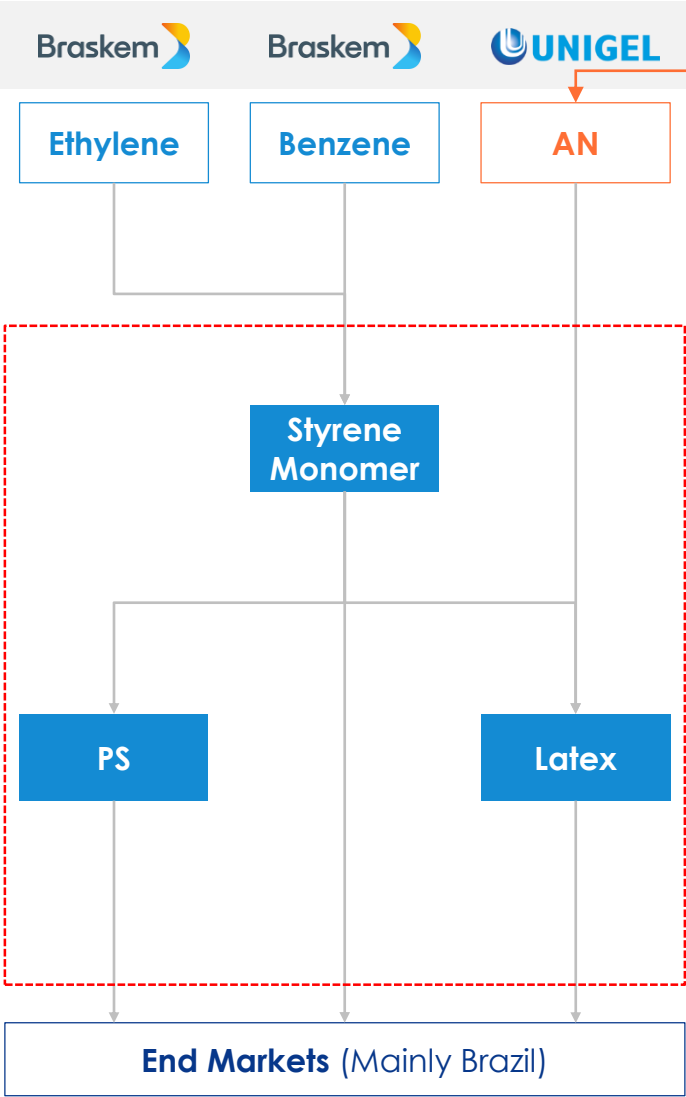 Braskem
Braskem
UNIGEL
Ethylene
Benzene
AN
Styrene
Monomer
PS
Latex
End Markets (Mainly Brazil)